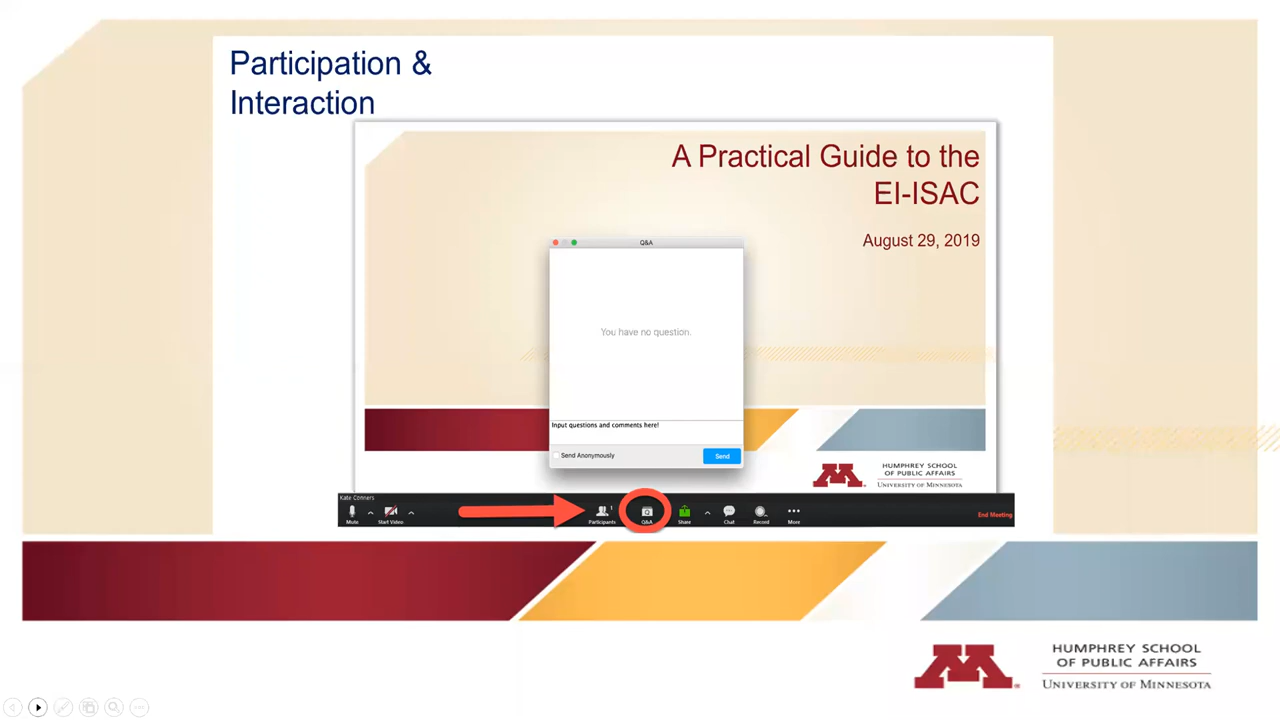 Participation &
Interaction
A Practical Guide to the
EI-ISAC
August 29, 2019
Q&A
You have no question.
Input questions and comments here!
Send Anonymously
Send
HUMPHREY SCHOOL
OF PUBLIC AFFAIRS
UNIVERSITY OF MINNESOTA
Kate Conners
Mute
Start Video
Participants
1
Q&A
Share
Chat
Record
More
End Meeting
HUMPHREY SCHOOL
OF PUBLIC AFFAIRS
UNIVERSITY OF MINNESOTA